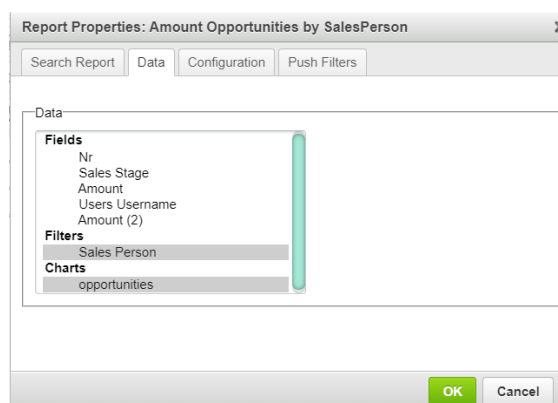 Report Properties: Amount Opportunities by SalesPerson
Search Report Data Configuration Push Filters
Data
Fields
Nr
Sales Stage
Amount
Users Username
Amount (2)
Filters
Sales Person
Charts
opportunities
OK Cancel